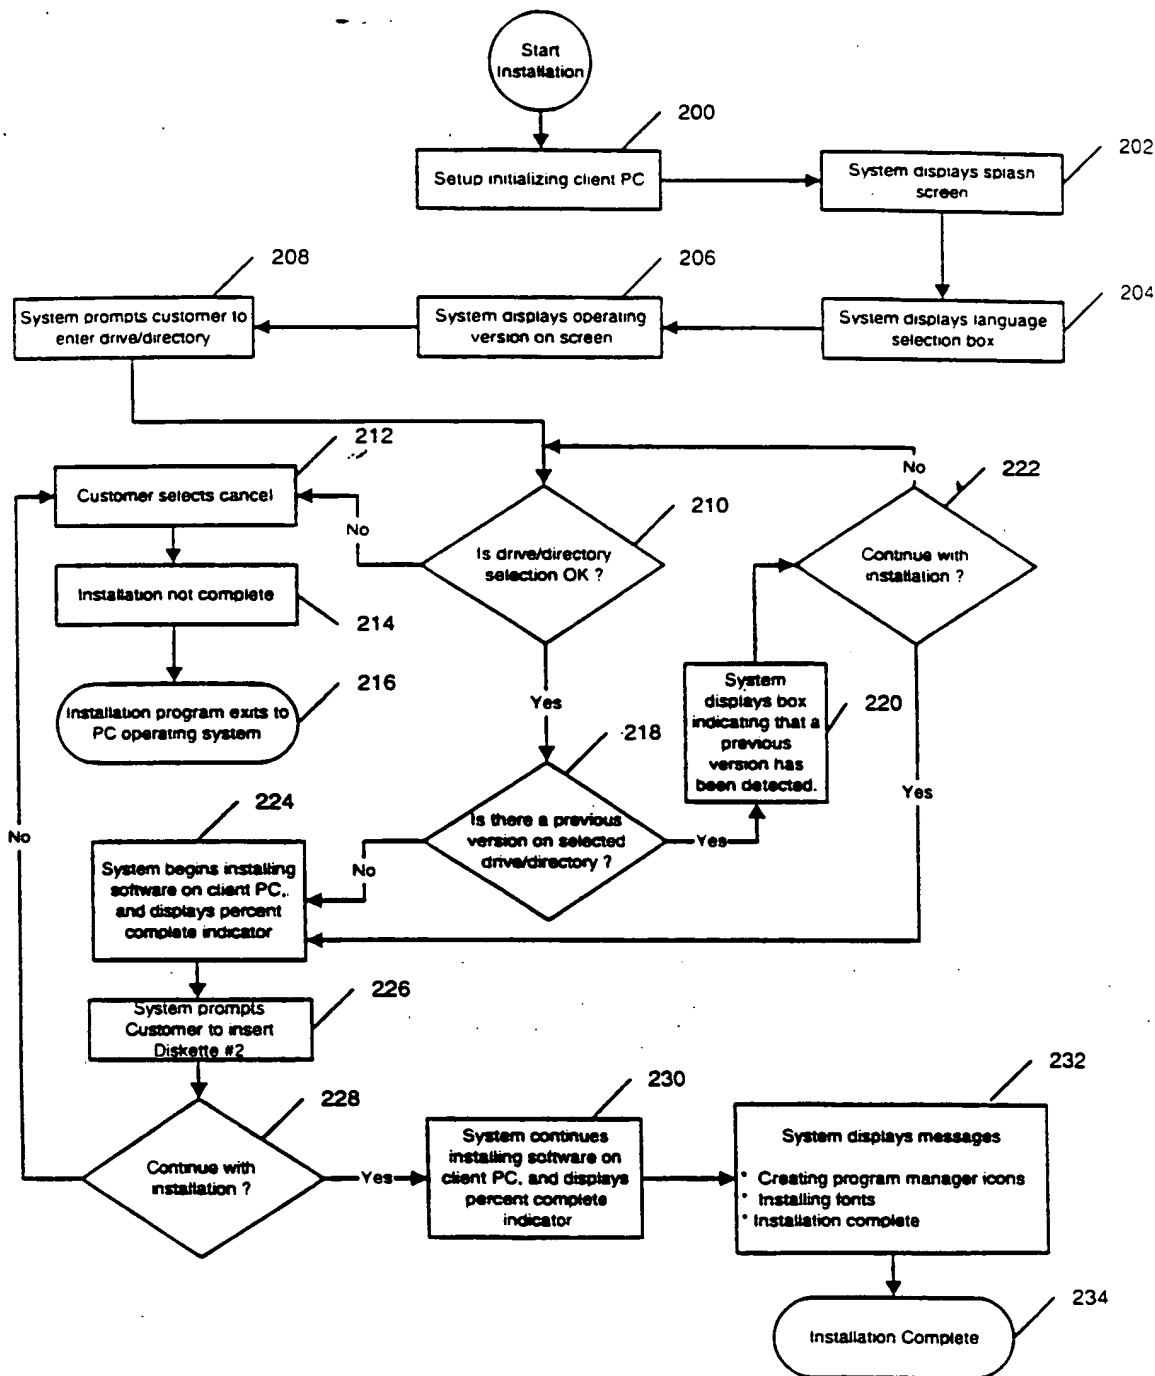 Start
Installation
200
Setup initializing client PC
202
System displays splash
screen
204
System displays language
selection box
206
System displays operating
version on screen
208
System prompts customer to
enter drive/directory
210
Is drive/directory
selection OK ?
No
212
Customer selects cancel
Installation not complete
214
216
Installation program exits to
PC operating system
Yes
218
Is there a previous
version on selected
drive/directory ?
Yes
220
System
displays box
indicating that a
previous
version has
been detected.
222
Continue with
installation ?
No
Yes
No
224
System begins installing
software on client PC,
and displays percent
complete indicator
226
System prompts
Customer to insert
Diskette #2
228
Continue with
installation ?
No
Yes
230
System continues
installing software on
client PC, and displays
percent complete
indicator
232
System displays messages
* Creating program manager icons
* Installing fonts
* Installation complete
234
Installation Complete